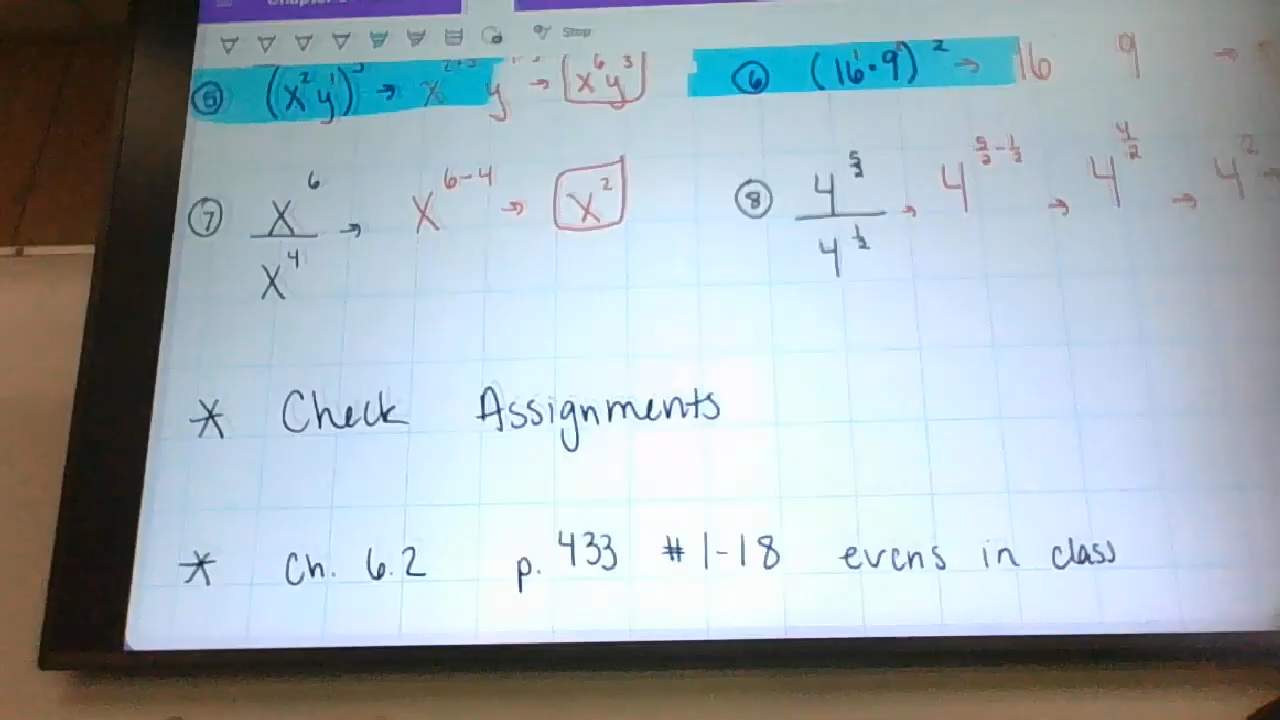 Stop
⑤ (x²y¹)³ → x y → x⁶y³
⑥ (16¹·9¹)² → 16 9 →
⑦ x⁶/x⁴ → x⁶⁻⁴ → x²
⑧ 4^(5/2)/4^(1/2) → 4^(5/2 - 1/2) → 4^(4/2) → 4²
* Check Assignments
* Ch. 6.2 p. 433 # 1-18 evens in class